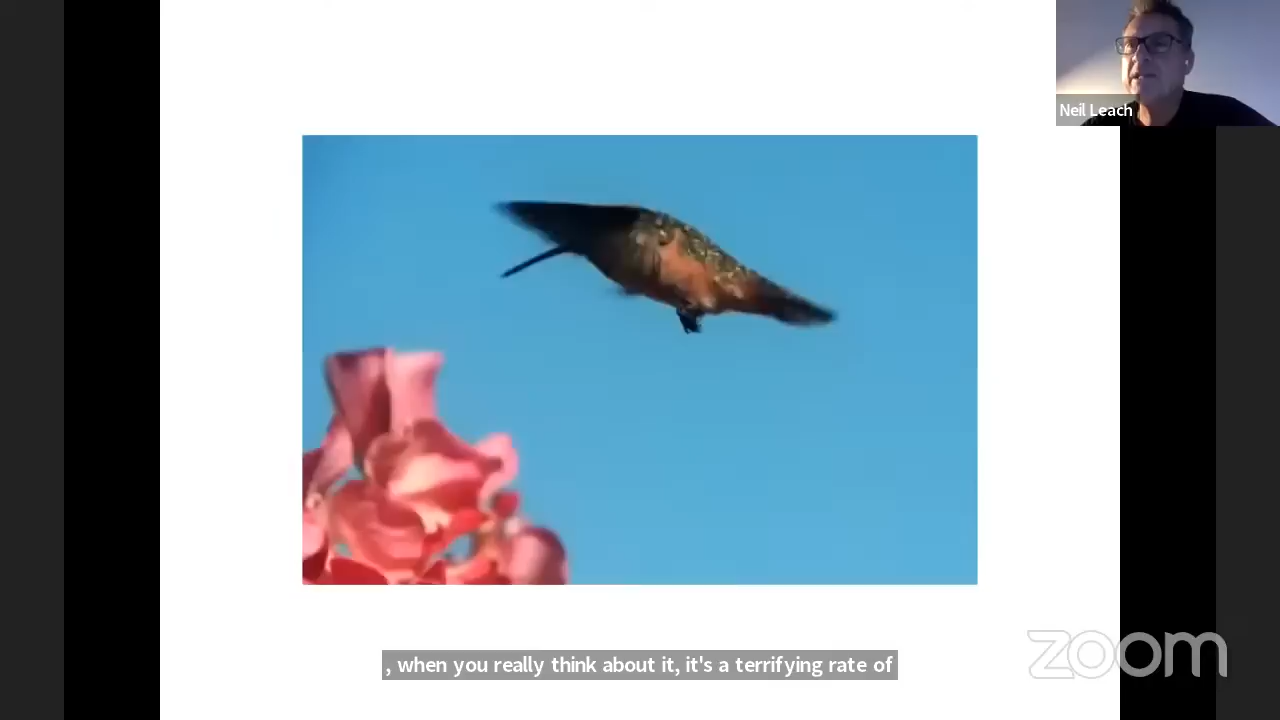 Neil Leach
, when you really think about it, it's a terrifying rate of
zoom